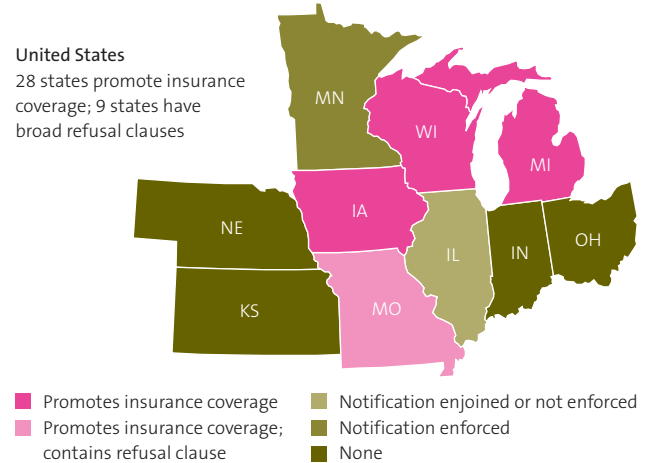 United States
28 states promote insurance
coverage; 9 states have
broad refusal clauses
MN
WI
MI
IA
NE
IL
IN
OH
KS
MO
Promotes insurance coverage
Promotes insurance coverage;
contains refusal clause
Notification enjoined or not enforced
Notification enforced
None